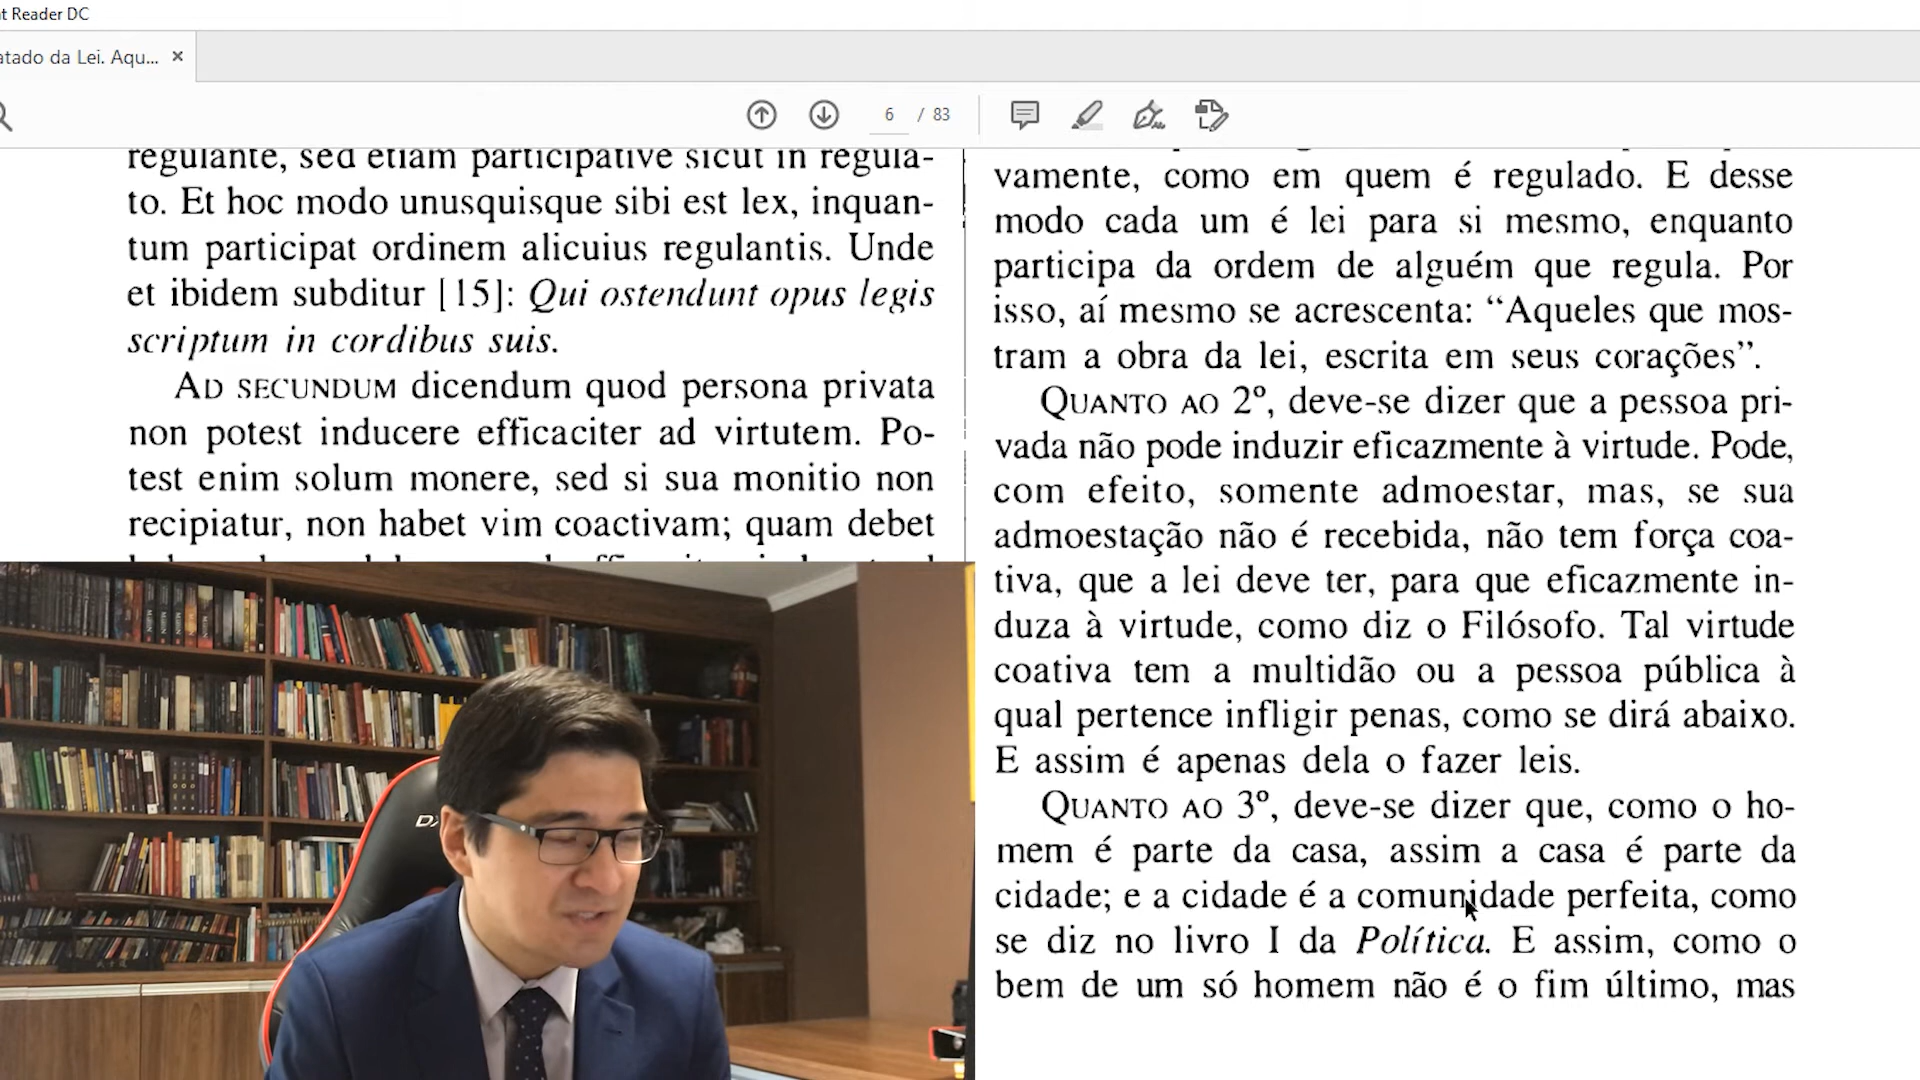 t Reader DC
atado da Lei. Aqu... ×
6 / 83
regulante, sed etiam participative sicut in regula-
to. Et hoc modo unusquisque sibi est lex, inquan-
tum participat ordinem alicuius regulantis. Unde
et ibidem subditur [15]: Qui ostendunt opus legis
scriptum in cordibus suis.
AD SECUNDUM dicendum quod persona privata
non potest inducere efficaciter ad virtutem. Po-
test enim solum monere, sed si sua monitio non
recipiatur, non habet vim coactivam; quam debet
vamente, como em quem é regulado. E desse
modo cada um é lei para si mesmo, enquanto
participa da ordem de alguém que regula. Por
isso, aí mesmo se acrescenta: “Aqueles que mos-
tram a obra da lei, escrita em seus corações”.
QUANTO AO 2º, deve-se dizer que a pessoa pri-
vada não pode induzir eficazmente à virtude. Pode,
com efeito, somente admoestar, mas, se sua
admoestação não é recebida, não tem força coa-
tiva, que a lei deve ter, para que eficazmente in-
duza à virtude, como diz o Filósofo. Tal virtude
coativa tem a multidão ou a pessoa pública à
qual pertence infligir penas, como se dirá abaixo.
E assim é apenas dela o fazer leis.
QUANTO AO 3º, deve-se dizer que, como o ho-
mem é parte da casa, assim a casa é parte da
cidade; e a cidade é a comunidade perfeita, como
se diz no livro I da Política. E assim, como o
bem de um só homem não é o fim último, mas